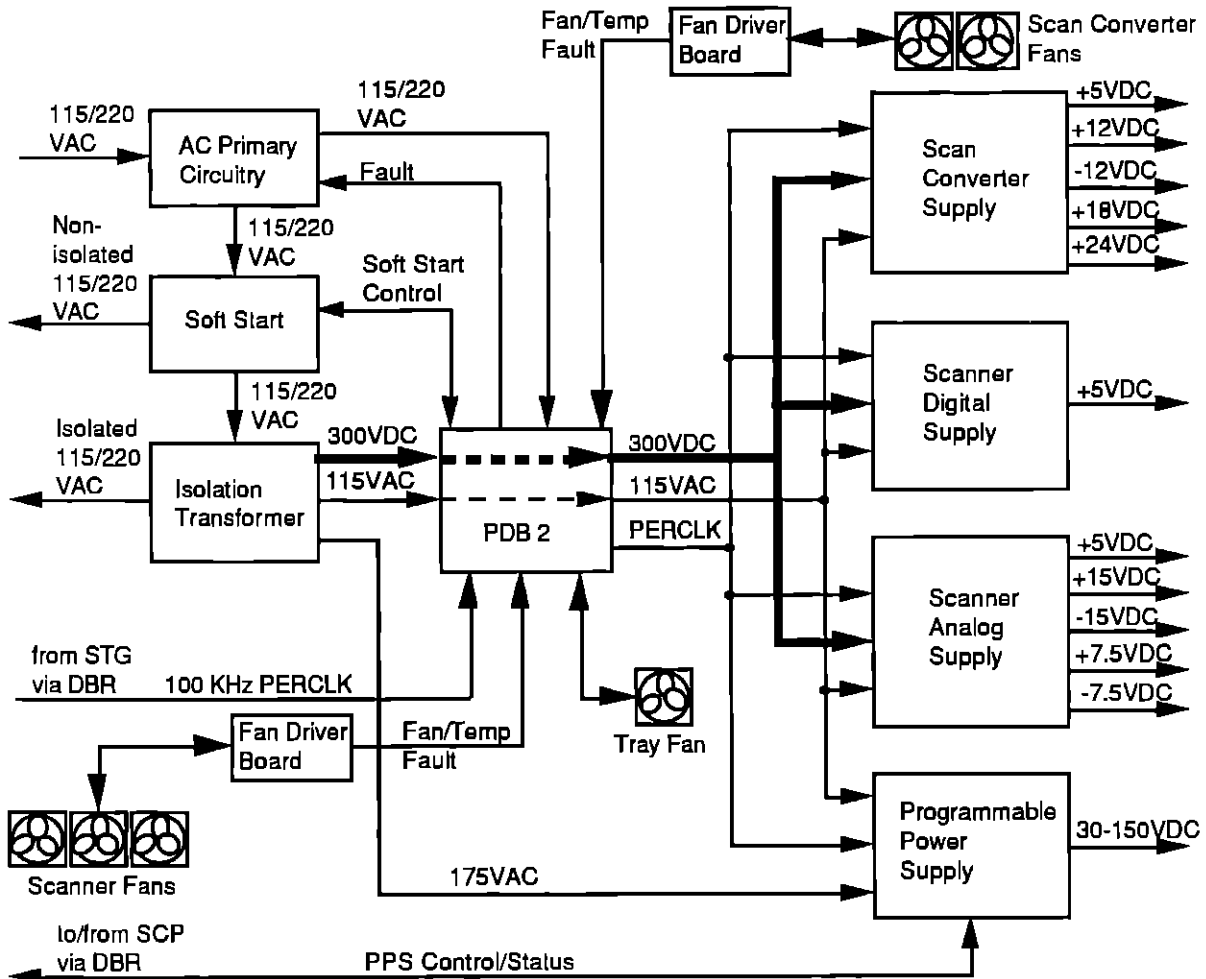 Fan/Temp
Fault
Fan Driver
Board
Scan Converter
Fans
115/220
VAC
AC Primary
Circuitry
115/220
VAC
Fault
115/220
VAC
Non-
isolated
115/220
VAC
Soft Start
Soft Start
Control
115/220
VAC
Isolated
115/220
VAC
Isolation
Transformer
300VDC
115VAC
PDB 2
300VDC
115VAC
PERCLK
Scan
Converter
Supply
+5VDC
+12VDC
-12VDC
+18VDC
+24VDC
Scanner
Digital
Supply
+5VDC
Scanner
Analog
Supply
+5VDC
+15VDC
-15VDC
+7.5VDC
-7.5VDC
from STG
via DBR
100 KHz PERCLK
Fan Driver
Board
Fan/Temp
Fault
Tray Fan
Scanner Fans
175VAC
Programmable
Power
Supply
30-150VDC
to/from SCP
via DBR
PPS Control/Status